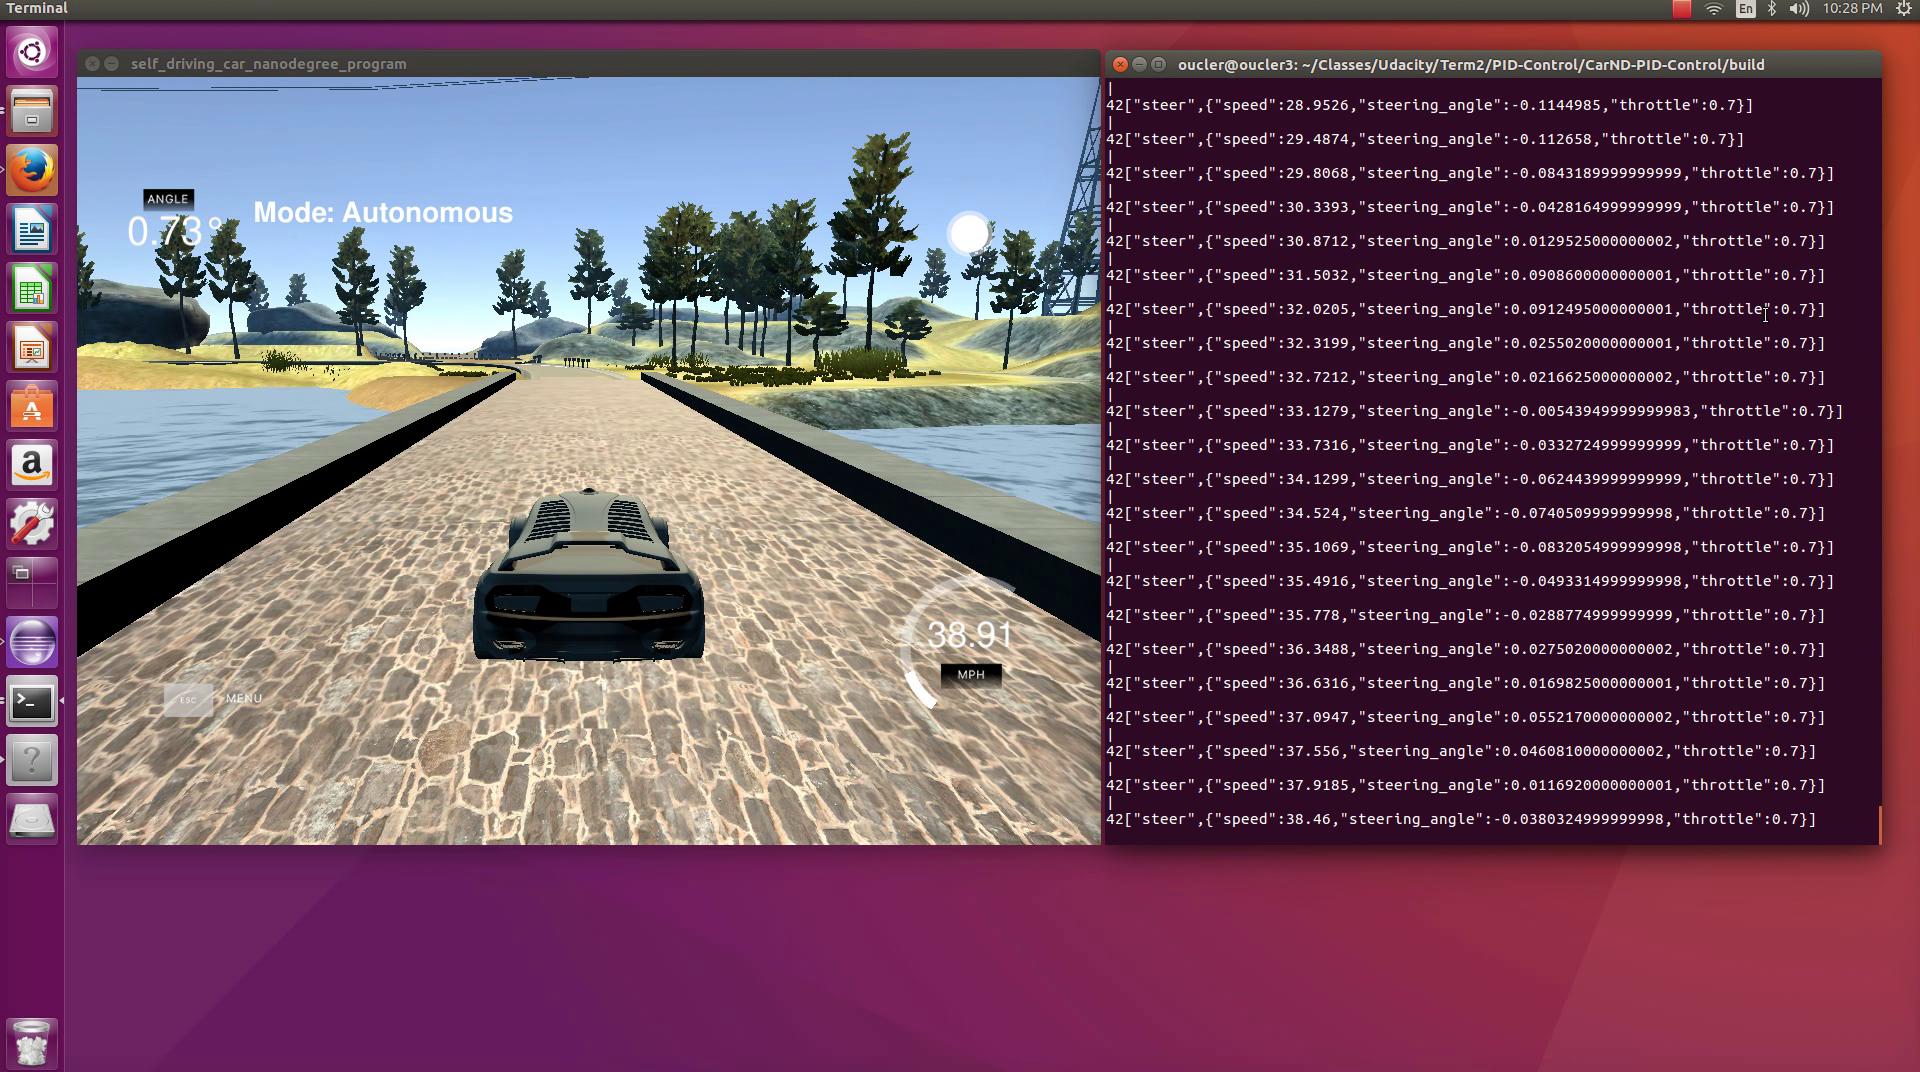 Terminal
En
10:28 PM
self_driving_car_nanodegree_program
ANGLE
0.73°
Mode: Autonomous
38.91
MPH
ESC MENU
oucler@oucler3: ~/Classes/Udacity/Term2/PID-Control/CarND-PID-Control/build
|
42["steer",{"speed":28.9526,"steering_angle":-0.1144985,"throttle":0.7}]
|
42["steer",{"speed":29.4874,"steering_angle":-0.112658,"throttle":0.7}]
|
42["steer",{"speed":29.8068,"steering_angle":-0.0843189999999999,"throttle":0.7}]
|
42["steer",{"speed":30.3393,"steering_angle":-0.0428164999999999,"throttle":0.7}]
|
42["steer",{"speed":30.8712,"steering_angle":0.0129525000000002,"throttle":0.7}]
|
42["steer",{"speed":31.5032,"steering_angle":0.0908600000000001,"throttle":0.7}]
|
42["steer",{"speed":32.0205,"steering_angle":0.0912495000000001,"throttle":0.7}]
|
42["steer",{"speed":32.3199,"steering_angle":0.0255020000000001,"throttle":0.7}]
|
42["steer",{"speed":32.7212,"steering_angle":0.0216625000000002,"throttle":0.7}]
|
42["steer",{"speed":33.1279,"steering_angle":-0.00543949999999983,"throttle":0.7}]
|
42["steer",{"speed":33.7316,"steering_angle":-0.0332724999999999,"throttle":0.7}]
|
42["steer",{"speed":34.1299,"steering_angle":-0.0624439999999999,"throttle":0.7}]
|
42["steer",{"speed":34.524,"steering_angle":-0.0740509999999998,"throttle":0.7}]
|
42["steer",{"speed":35.1069,"steering_angle":-0.0832054999999998,"throttle":0.7}]
|
42["steer",{"speed":35.4916,"steering_angle":-0.0493314999999998,"throttle":0.7}]
|
42["steer",{"speed":35.778,"steering_angle":-0.0288774999999999,"throttle":0.7}]
|
42["steer",{"speed":36.3488,"steering_angle":0.0275020000000002,"throttle":0.7}]
|
42["steer",{"speed":36.6316,"steering_angle":0.0169825000000001,"throttle":0.7}]
|
42["steer",{"speed":37.0947,"steering_angle":0.0552170000000002,"throttle":0.7}]
|
42["steer",{"speed":37.556,"steering_angle":0.0460810000000002,"throttle":0.7}]
|
42["steer",{"speed":37.9185,"steering_angle":0.0116920000000001,"throttle":0.7}]
|
42["steer",{"speed":38.46,"steering_angle":-0.0380324999999998,"throttle":0.7}]